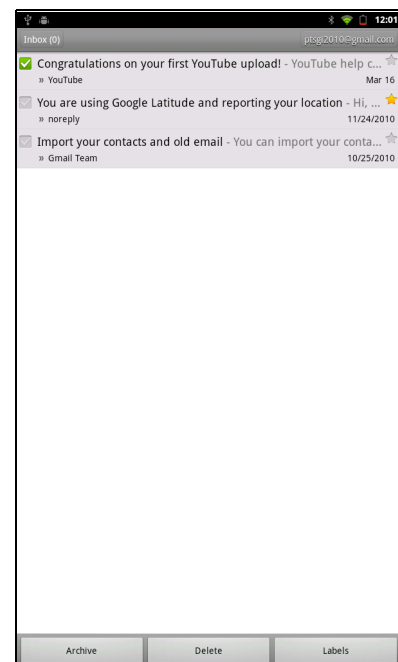 12:01
Inbox (0) ptsgi2010@gmail.com
Congratulations on your first YouTube upload! - YouTube help c...
» YouTube Mar 16
You are using Google Latitude and reporting your location - Hi, ...
» noreply 11/24/2010
Import your contacts and old email - You can import your conta...
» Gmail Team 10/25/2010
Archive Delete Labels